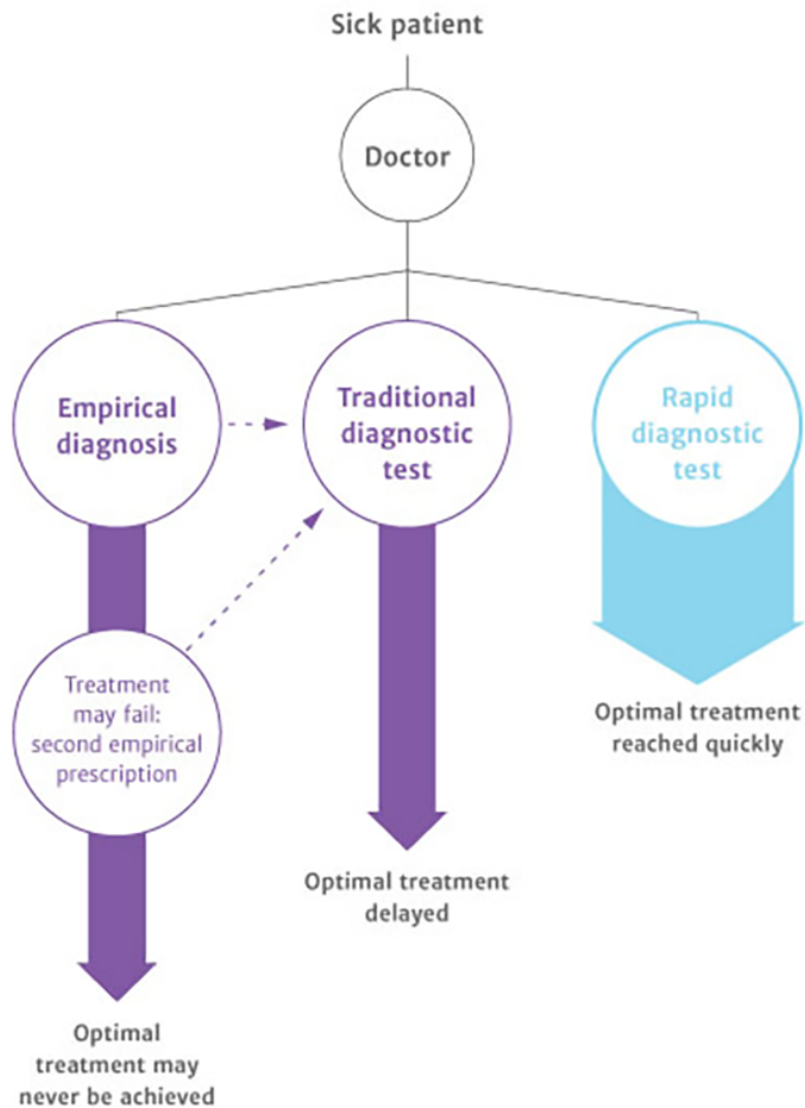 Sick patient
Doctor
Empirical
diagnosis
Traditional
diagnostic
test
Rapid
diagnostic
test
Treatment
may fail:
second empirical
prescription
Optimal treatment
reached quickly
Optimal treatment
delayed
Optimal
treatment may
never be achieved